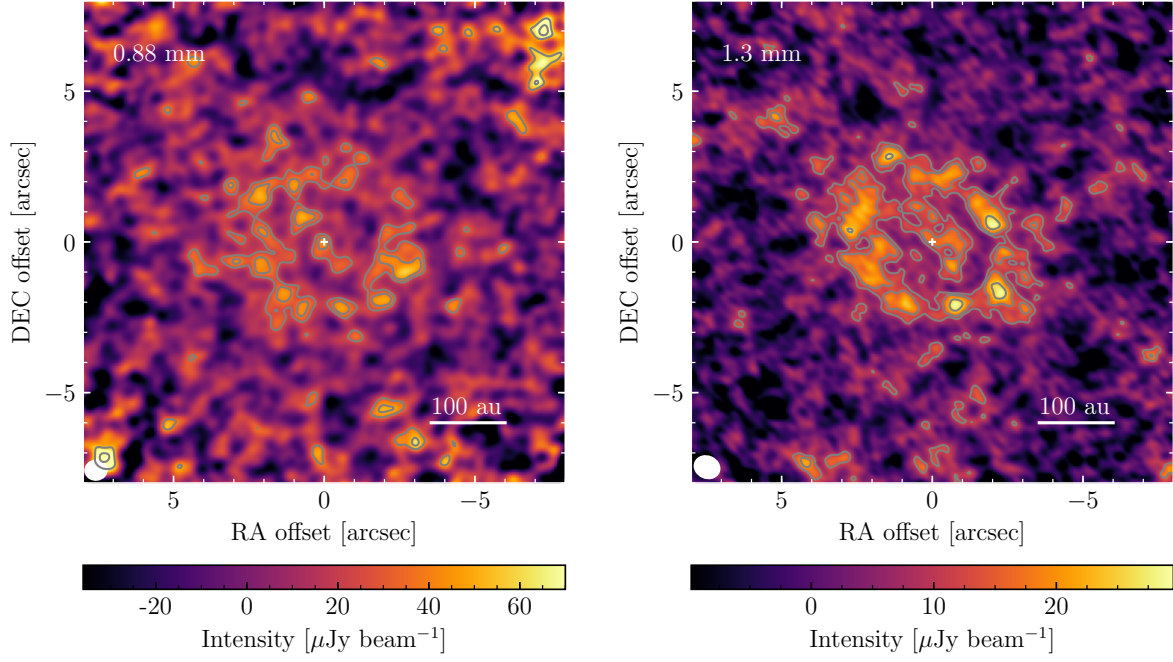 0.88 mm
1.3 mm
5
0
−5
5
0
−5
DEC offset [arcsec]
DEC offset [arcsec]
100 au
100 au
5
0
−5
5
0
−5
RA offset [arcsec]
RA offset [arcsec]
-20
0
20
40
60
0
10
20
Intensity [μJy beam⁻¹]
Intensity [μJy beam⁻¹]